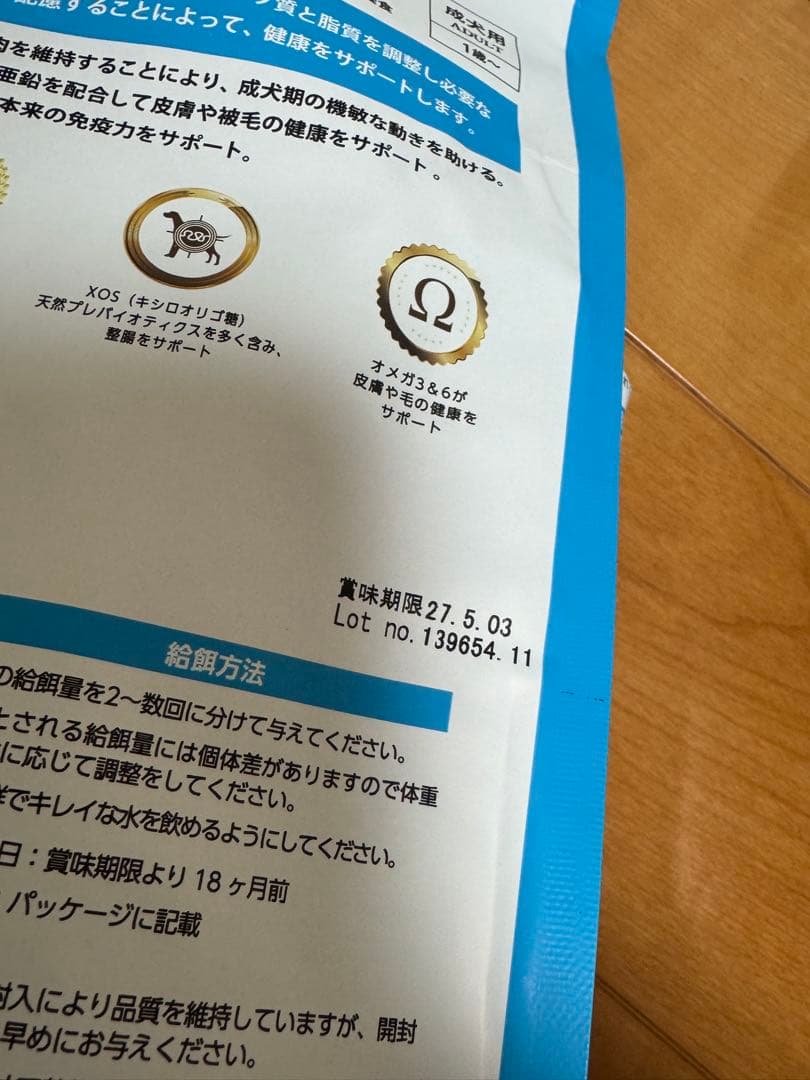 食
成犬用
ADULT
1歳〜
質と脂質を調整し必要な
配慮することによって、健康をサポートします。
肉を維持することにより、成犬期の機敏な動きを助ける。
亜鉛を配合して皮膚や被毛の健康をサポート。
本来の免疫力をサポート。
XOS（キシロオリゴ糖）
天然プレバイオティクスを多く含み、
整腸をサポート
Ω
オメガ3＆6が
皮膚や毛の健康を
サポート
賞味期限27.5.03
Lot no.139654.11
給餌方法
の給餌量を2〜数回に分けて与えてください。
とされる給餌量には個体差がありますので体重
に応じて調整をしてください。
でキレイな水を飲めるようにしてください。
日：賞味期限より18ヶ月前
パッケージに記載
封入により品質を維持していますが、開封
早めにお与えください。